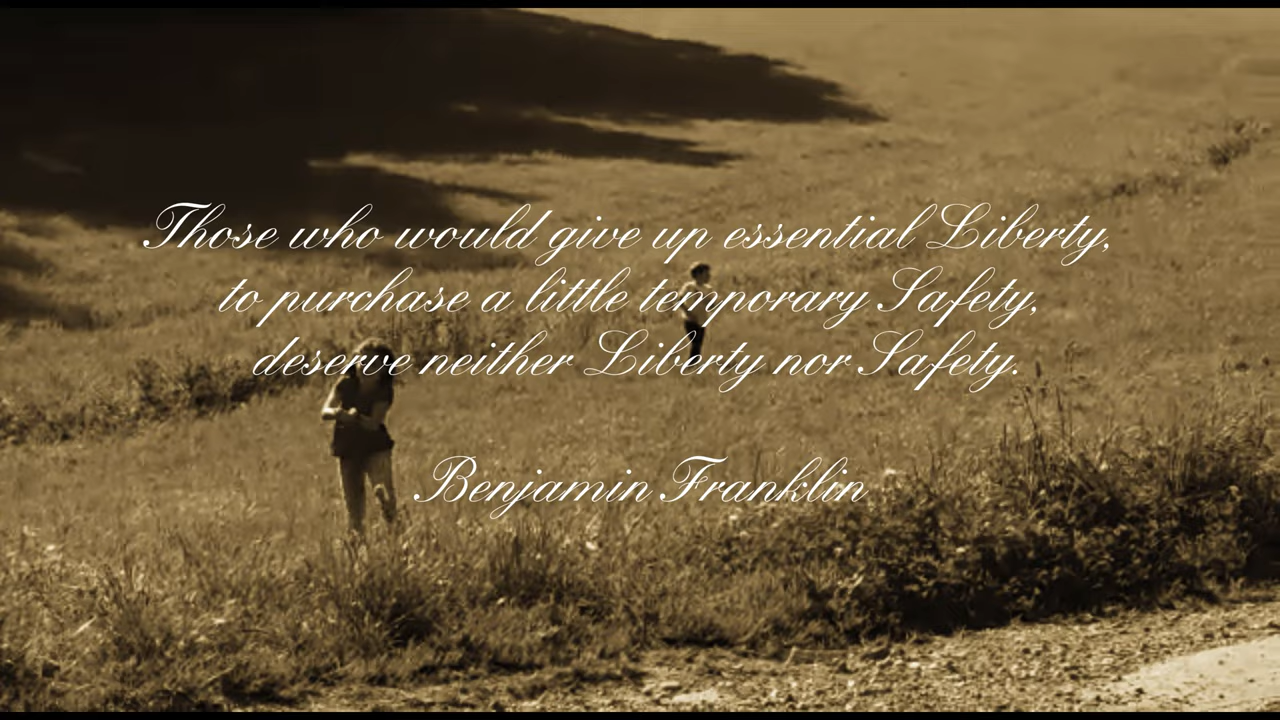 Those who would give up essential Liberty,
to purchase a little temporary Safety,
deserve neither Liberty nor Safety.
Benjamin Franklin